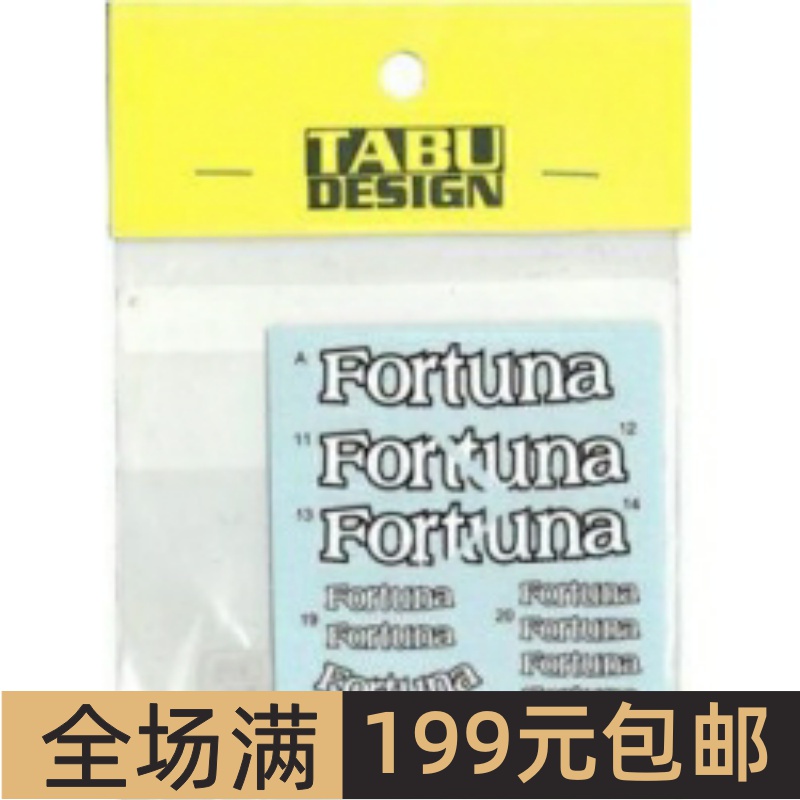 TABU
DESIGN
A Fortuna
11 Fortuna 12
13 Fortuna 14
Fortuna Fortuna
19 Fortuna 20 Fortuna
Fortuna Fortuna
全场满 199元包邮